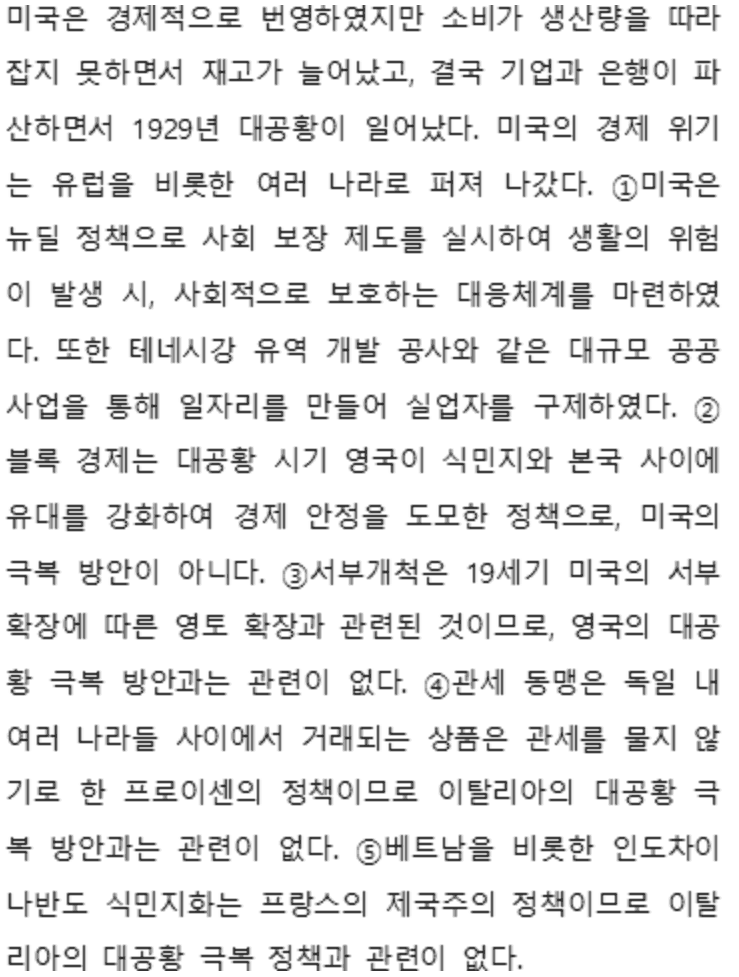 미국은 경제적으로 번영하였지만 소비가 생산량을 따라
잡지 못하면서 재고가 늘어났고, 결국 기업과 은행이 파
산하면서 1929년 대공황이 일어났다. 미국의 경제 위기
는 유럽을 비롯한 여러 나라로 퍼져 나갔다. ①미국은
뉴딜 정책으로 사회 보장 제도를 실시하여 생활의 위험
이 발생 시, 사회적으로 보호하는 대응체계를 마련하였
다. 또한 테네시강 유역 개발 공사와 같은 대규모 공공
사업을 통해 일자리를 만들어 실업자를 구제하였다. ②
블록 경제는 대공황 시기 영국이 식민지와 본국 사이에
유대를 강화하여 경제 안정을 도모한 정책으로, 미국의
극복 방안이 아니다. ③서부개척은 19세기 미국의 서부
확장에 따른 영토 확장과 관련된 것이므로, 영국의 대공
황 극복 방안과는 관련이 없다. ④관세 동맹은 독일 내
여러 나라들 사이에서 거래되는 상품은 관세를 물지 않
기로 한 프로이센의 정책이므로 이탈리아의 대공황 극
복 방안과는 관련이 없다. ⑤베트남을 비롯한 인도차이
나반도 식민지화는 프랑스의 제국주의 정책이므로 이탈
리아의 대공황 극복 정책과 관련이 없다.